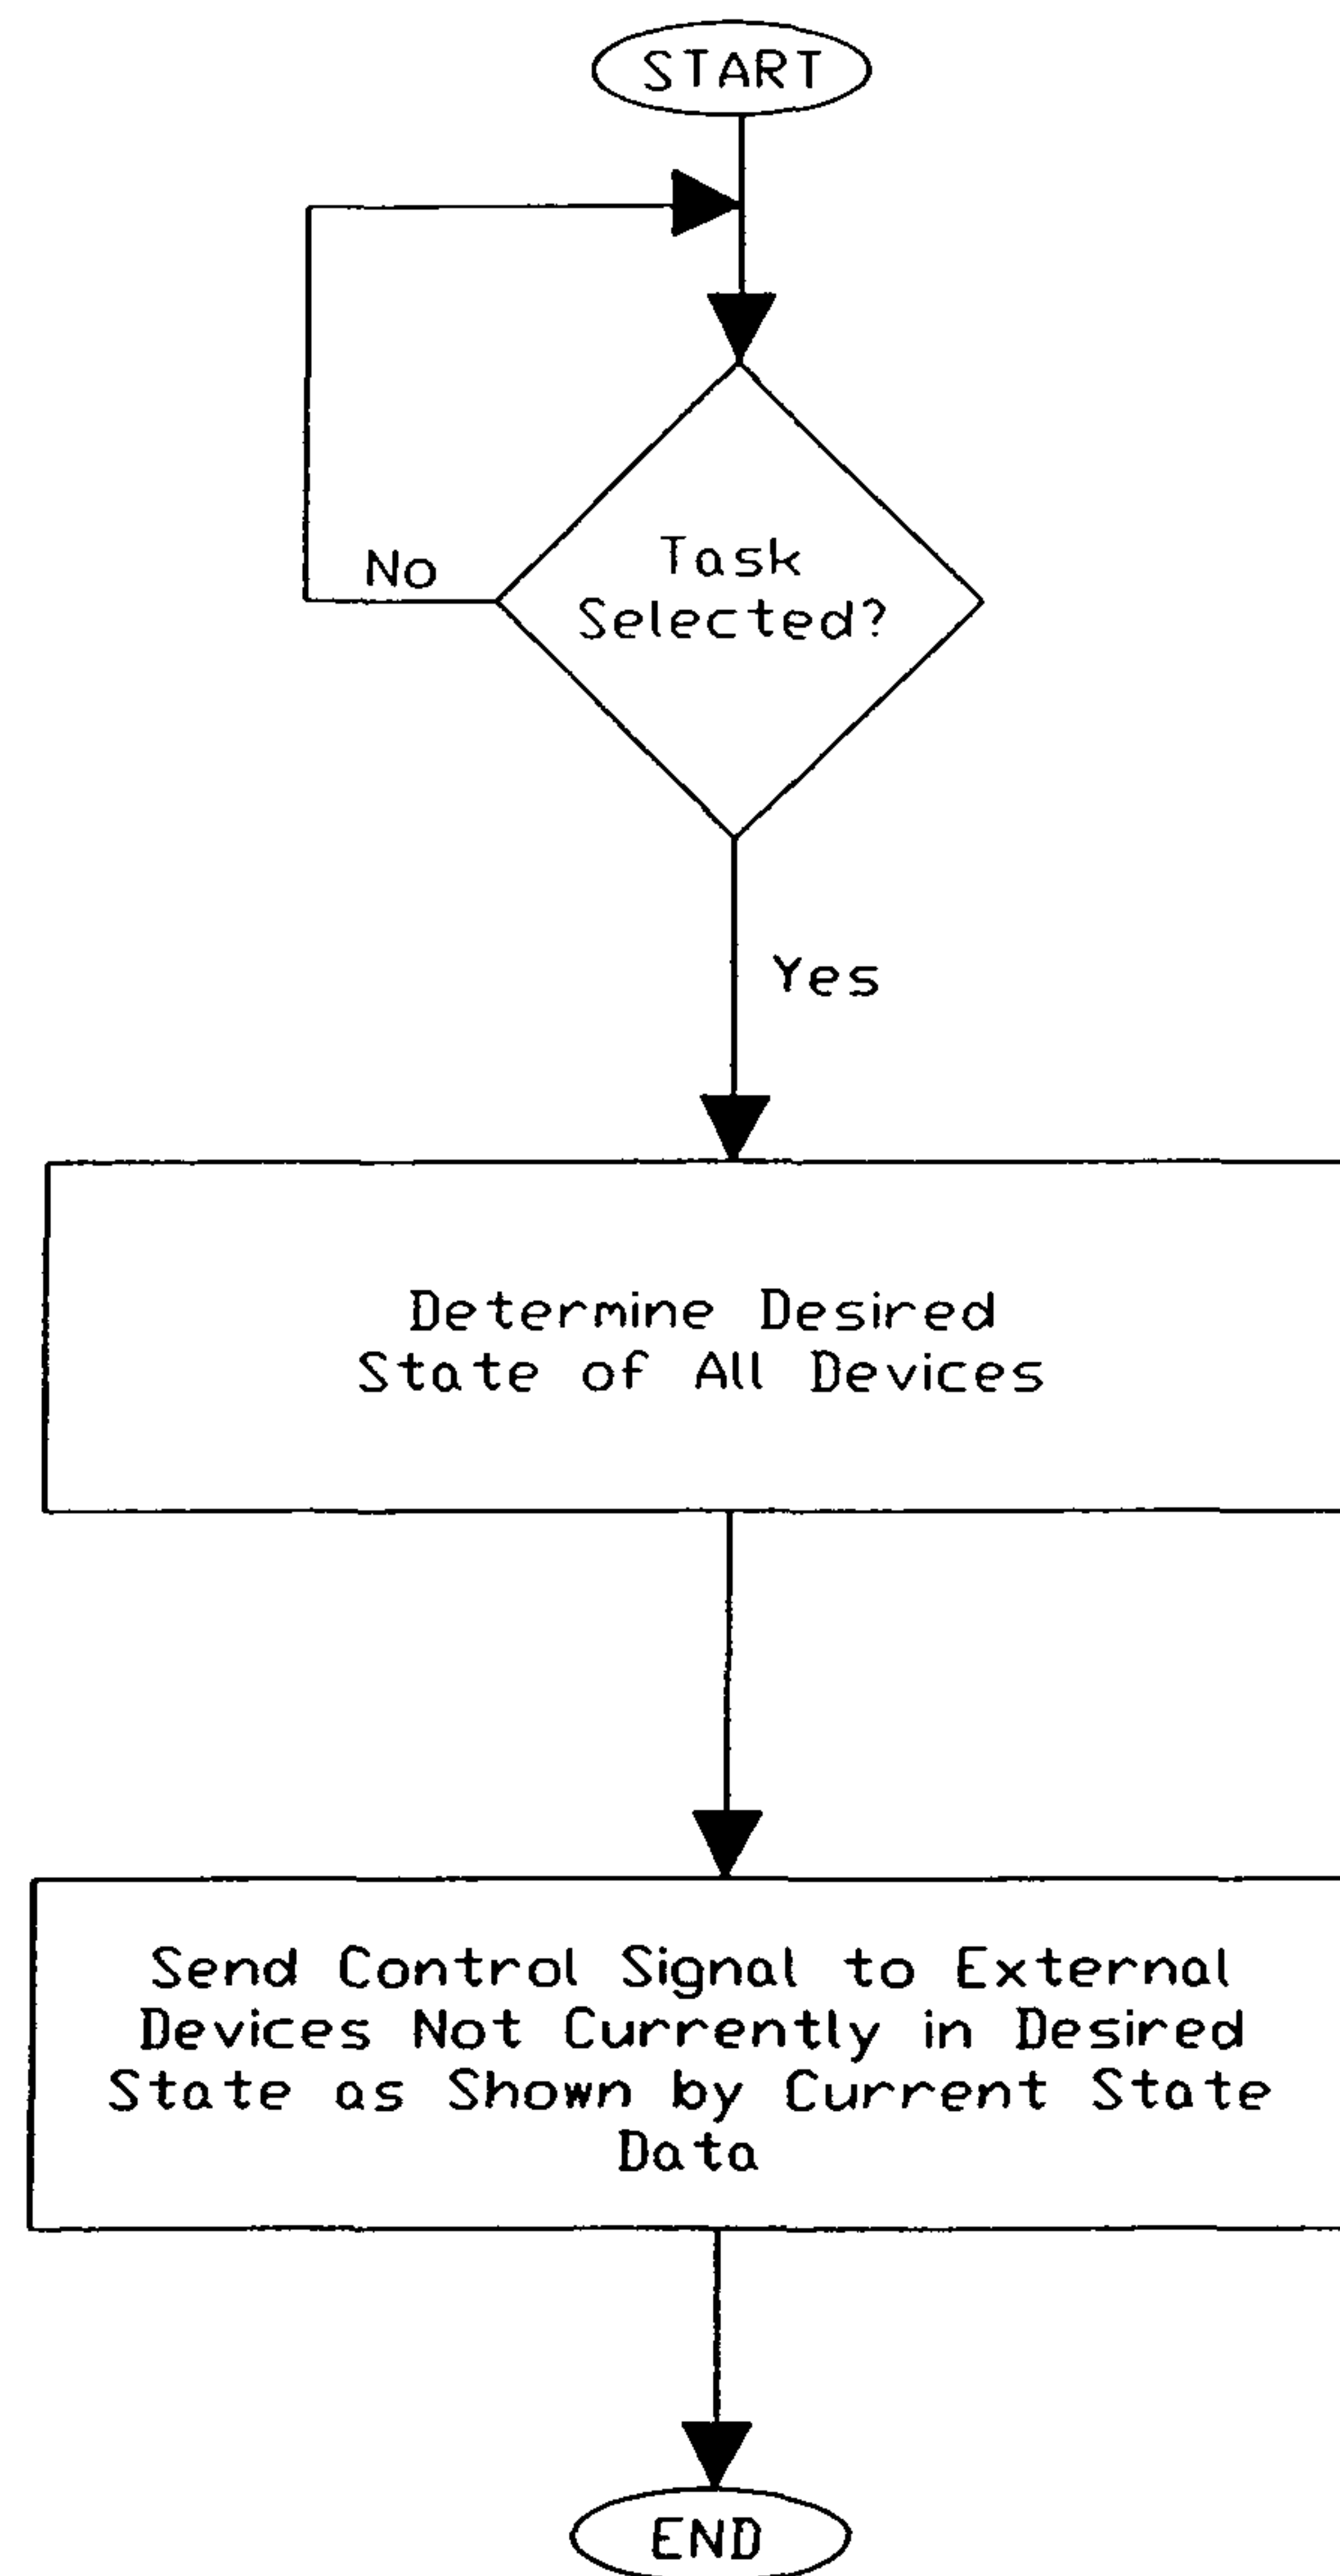 START
No
Task
Selected?
Yes
Determine Desired
State of All Devices
Send Control Signal to External
Devices Not Currently in Desired
State as Shown by Current State
Data
END